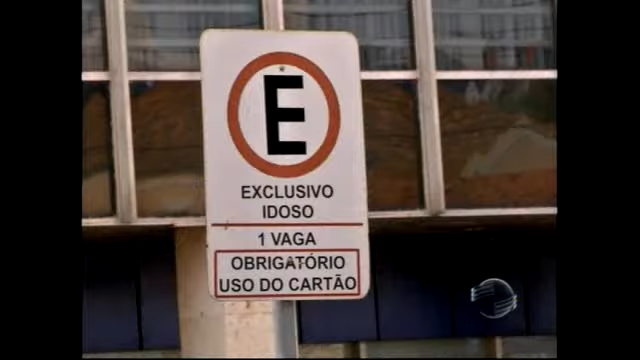 E
EXCLUSIVO
IDOSO
1 VAGA
OBRIGATÓRIO
USO DO CARTÃO